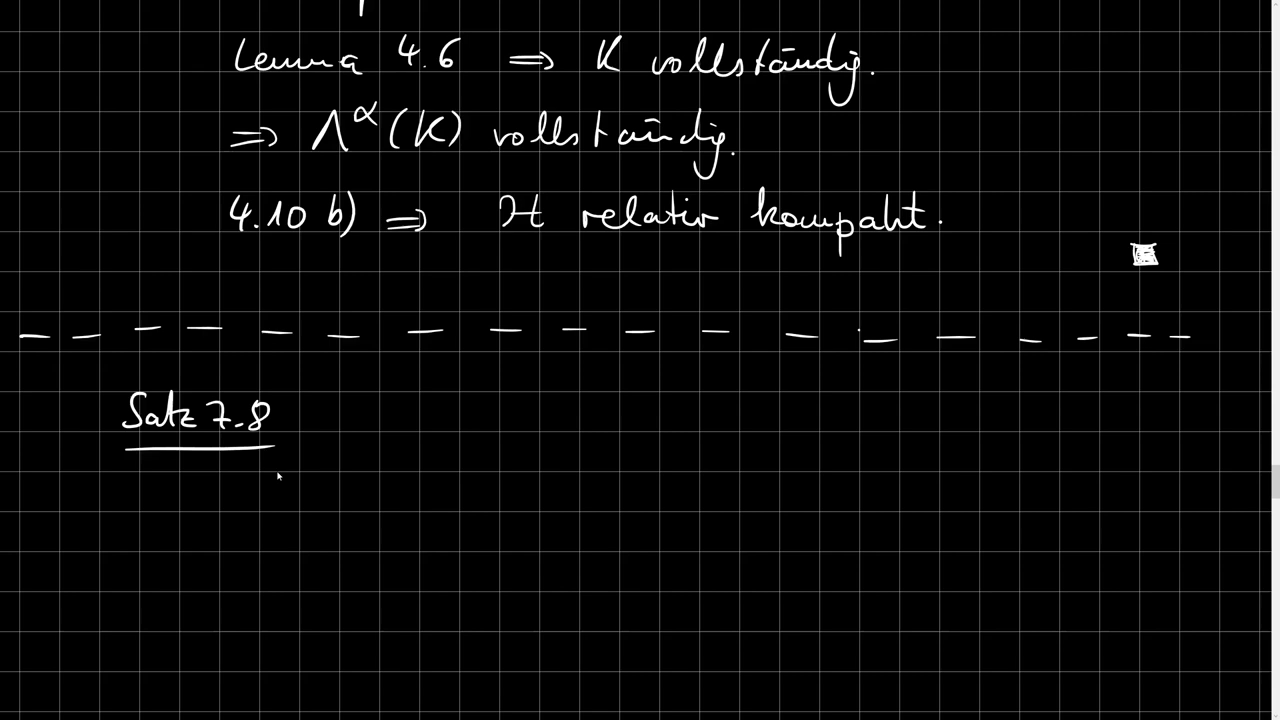 Lemma 4.6 ⟹ K vollständig.
⟹ Λ^α(K) vollständig.
4.10 b) ⟹ ℋ relativ kompakt.
Satz 7.8